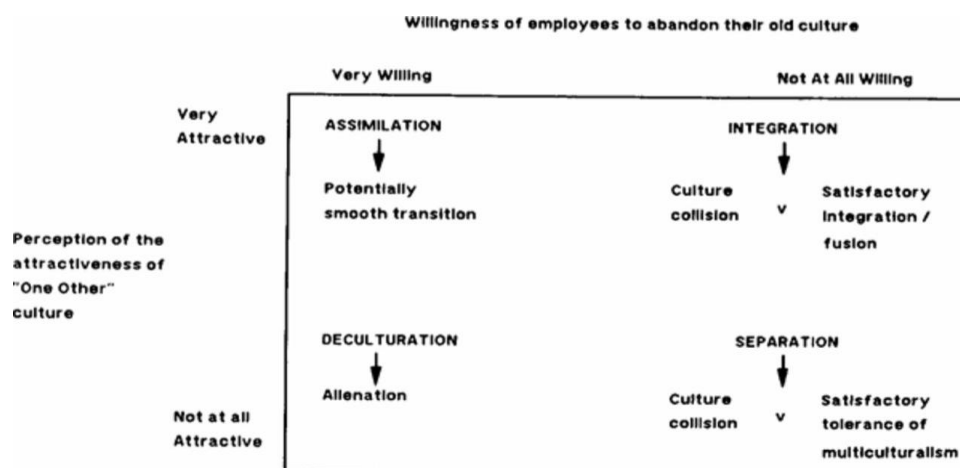 Willingness of employees to abandon their old culture
Very Willing
Not At All Willing
Very
Attractive
ASSIMILATION
INTEGRATION
Potentially
smooth transition
Culture
collision
v
Satisfactory
integration /
fusion
Perception of the
attractiveness of
"One Other"
culture
DECULTURATION
SEPARATION
Alienation
Culture
collision
v
Satisfactory
tolerance of
multiculturalism
Not at all
Attractive